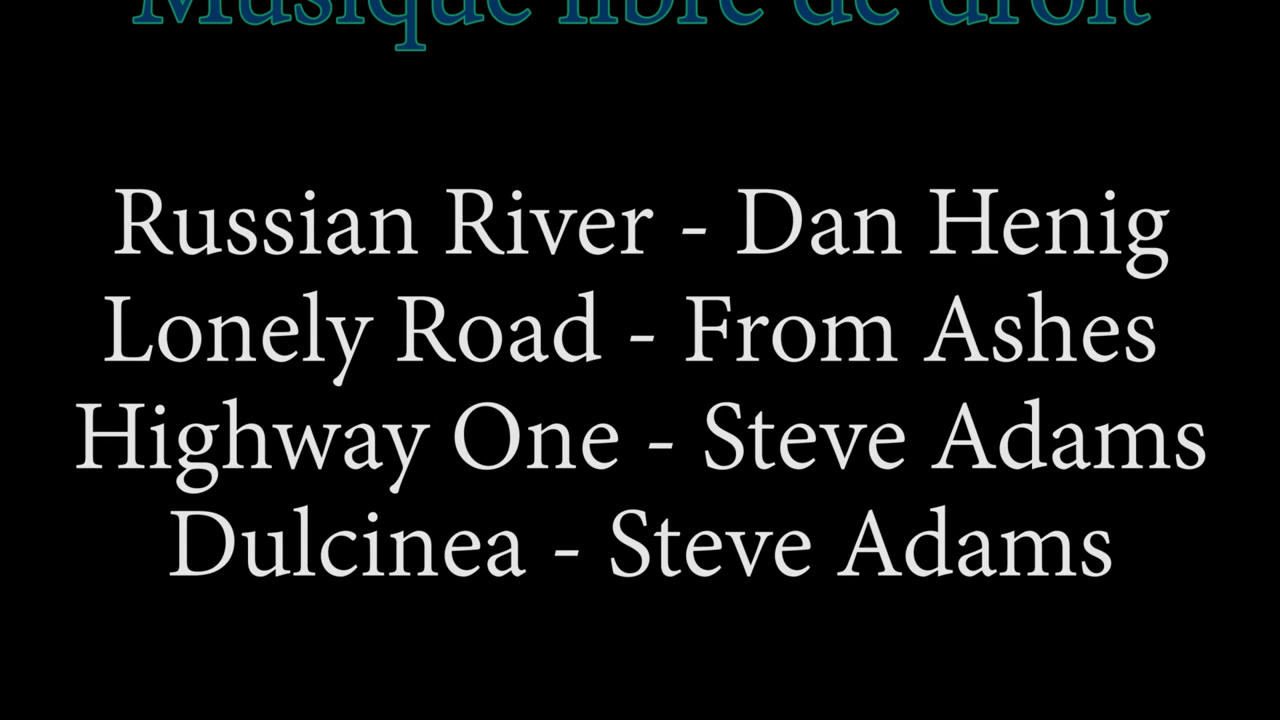 Musique libre de droit
Russian River - Dan Henig
Lonely Road - From Ashes
Highway One - Steve Adams
Dulcinea - Steve Adams